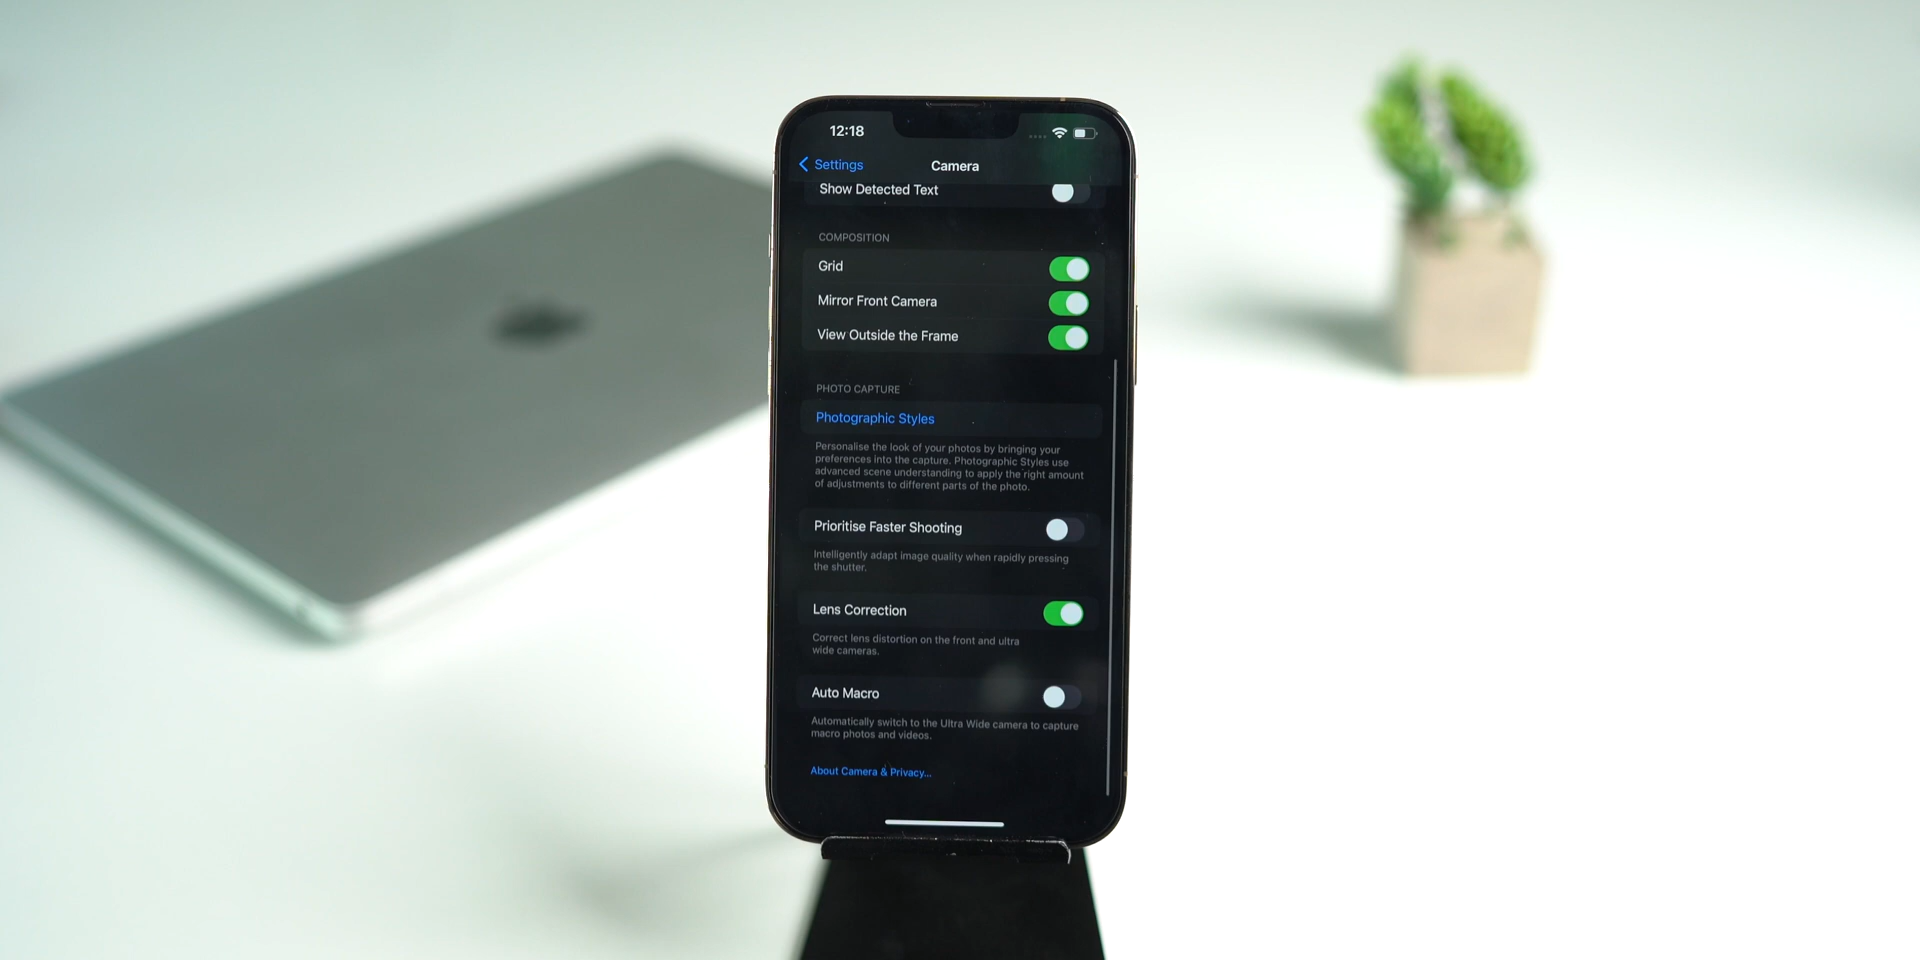 12:18
Settings
Camera
Show Detected Text
COMPOSITION
Grid
Mirror Front Camera
View Outside the Frame
PHOTO CAPTURE
Photographic Styles
Personalise the look of your photos by bringing your
preferences into the capture. Photographic Styles use
advanced scene understanding to apply the right amount
of adjustments to different parts of the photo.
Prioritise Faster Shooting
Intelligently adapt image quality when rapidly pressing
the shutter.
Lens Correction
Correct lens distortion on the front and ultra
wide cameras.
Auto Macro
Automatically switch to the Ultra Wide camera to capture
macro photos and videos.
About Camera & Privacy...